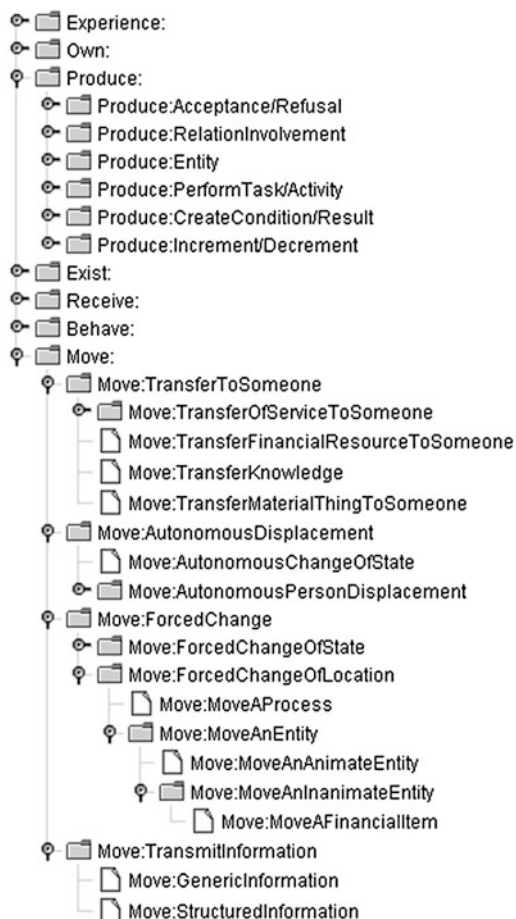 Experience:
Own:
Produce:
Produce:Acceptance/Refusal
Produce:RelationInvolvement
Produce:Entity
Produce:PerformTask/Activity
Produce:CreateCondition/Result
Produce:Increment/Decrement
Exist:
Receive:
Behave:
Move:
Move:TransferToSomeone
Move:TransferOfServiceToSomeone
Move:TransferFinancialResourceToSomeone
Move:TransferKnowledge
Move:TransferMaterialThingToSomeone
Move:AutonomousDisplacement
Move:AutonomousChangeOfState
Move:AutonomousPersonDisplacement
Move:ForcedChange
Move:ForcedChangeOfState
Move:ForcedChangeOfLocation
Move:MoveAProcess
Move:MoveAnEntity
Move:MoveAnAnimateEntity
Move:MoveAnInanimateEntity
Move:MoveAFinancialItem
Move:TransmitInformation
Move:GenericInformation
Move:StructuredInformation